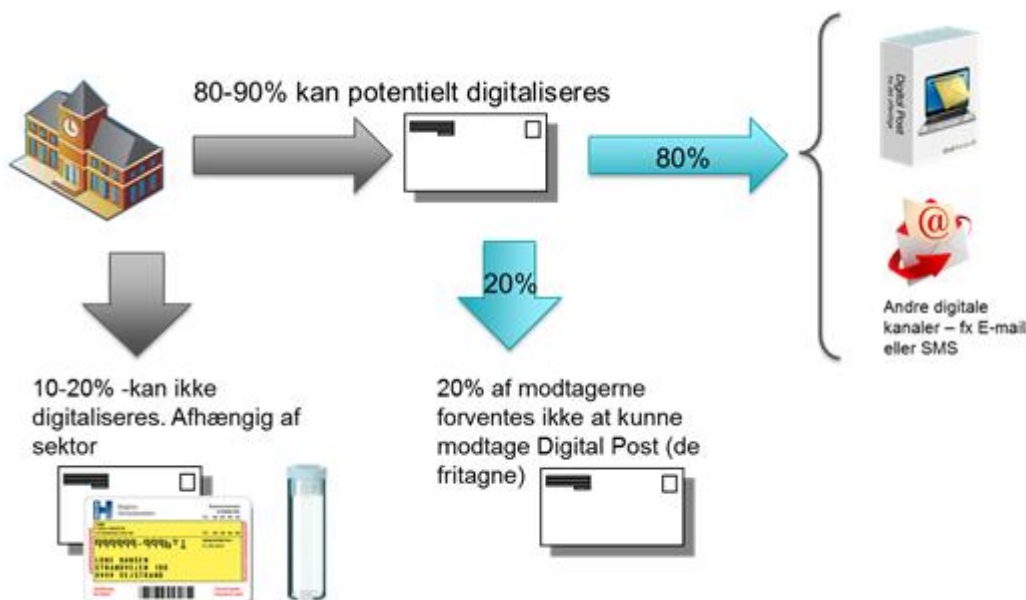 80-90% kan potentielt digitaliseres
80%
20%
Digital Post
@
Andre digitale
kanaler – fx E-mail
eller SMS
10-20% -kan ikke
digitaliseres. Afhængig af
sektor
20% af modtagerne
forventes ikke at kunne
modtage Digital Post (de
fritagne)